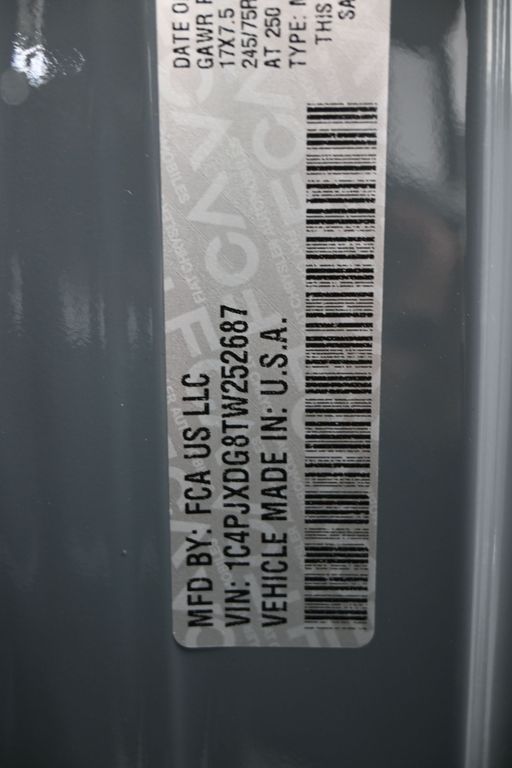 DATE O
GAWR
17X7.5
245/75R
AT 250
TYPE:
THIS
SA
MFD BY: FCA US LLC
VIN: 1C4PJXDG8TW252687
VEHICLE MADE IN: U.S.A.